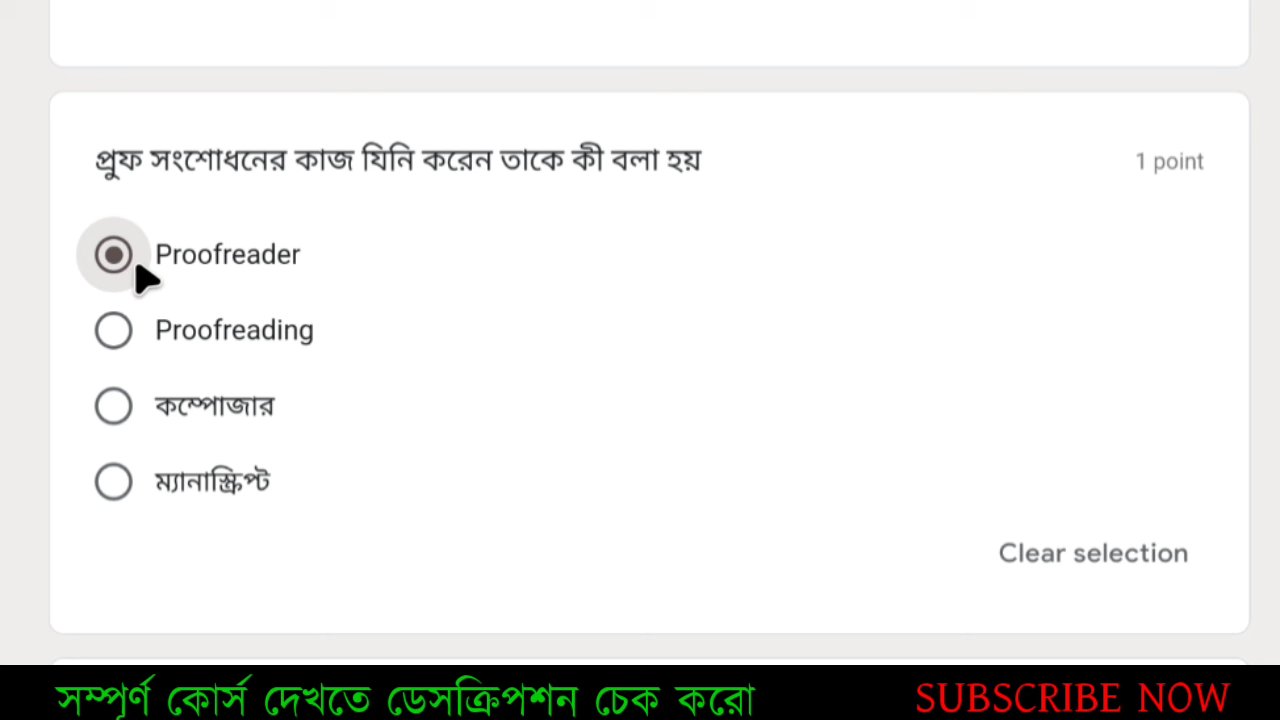 প্রুফ সংশোধনের কাজ যিনি করেন তাকে কী বলা হয়
1 point
Proofreader
Proofreading
কম্পোজার
ম্যানাস্ক্রিপ্ট
Clear selection
সম্পূর্ণ কোর্স দেখতে ডেসক্রিপশন চেক করো
SUBSCRIBE NOW